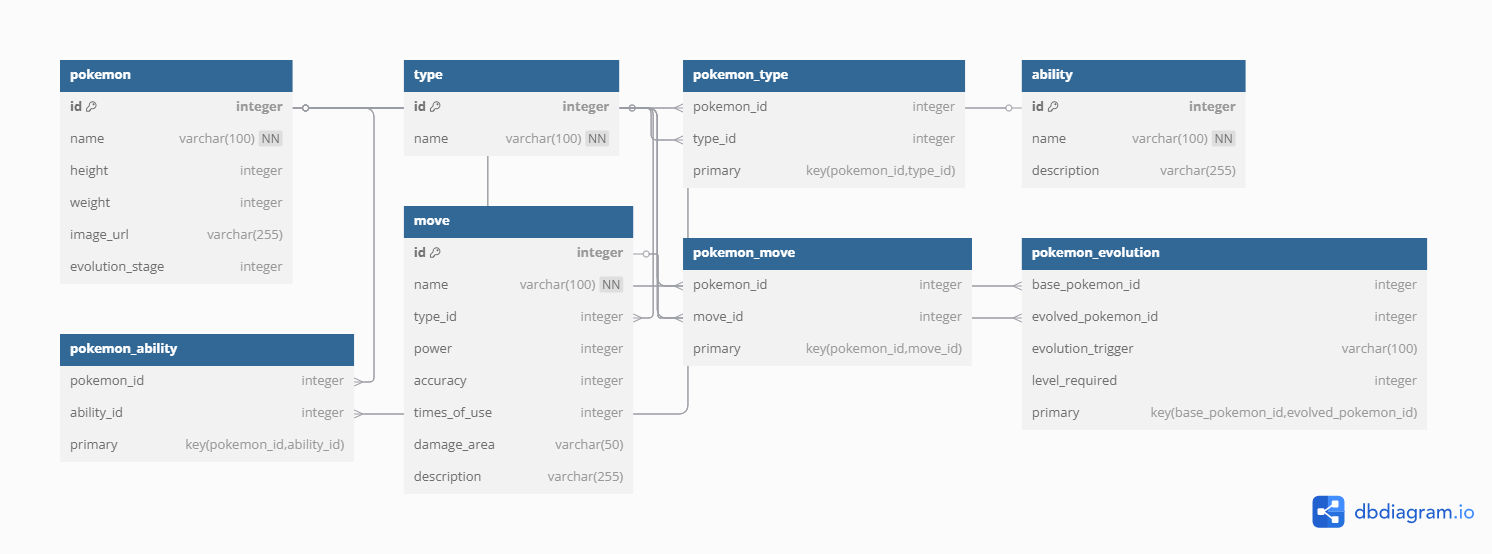 pokemon
id integer
name varchar(100) NN
height integer
weight integer
image_url varchar(255)
evolution_stage integer
type
id integer
name varchar(100) NN
pokemon_type
pokemon_id integer
type_id integer
primary key(pokemon_id,type_id)
ability
id integer
name varchar(100) NN
description varchar(255)
move
id integer
name varchar(100) NN
type_id integer
power integer
accuracy integer
times_of_use integer
damage_area varchar(50)
description varchar(255)
pokemon_move
pokemon_id integer
move_id integer
primary key(pokemon_id,move_id)
pokemon_evolution
base_pokemon_id integer
evolved_pokemon_id integer
evolution_trigger varchar(100)
level_required integer
primary key(base_pokemon_id,evolved_pokemon_id)
pokemon_ability
pokemon_id integer
ability_id integer
primary key(pokemon_id,ability_id)
dbdiagram.io